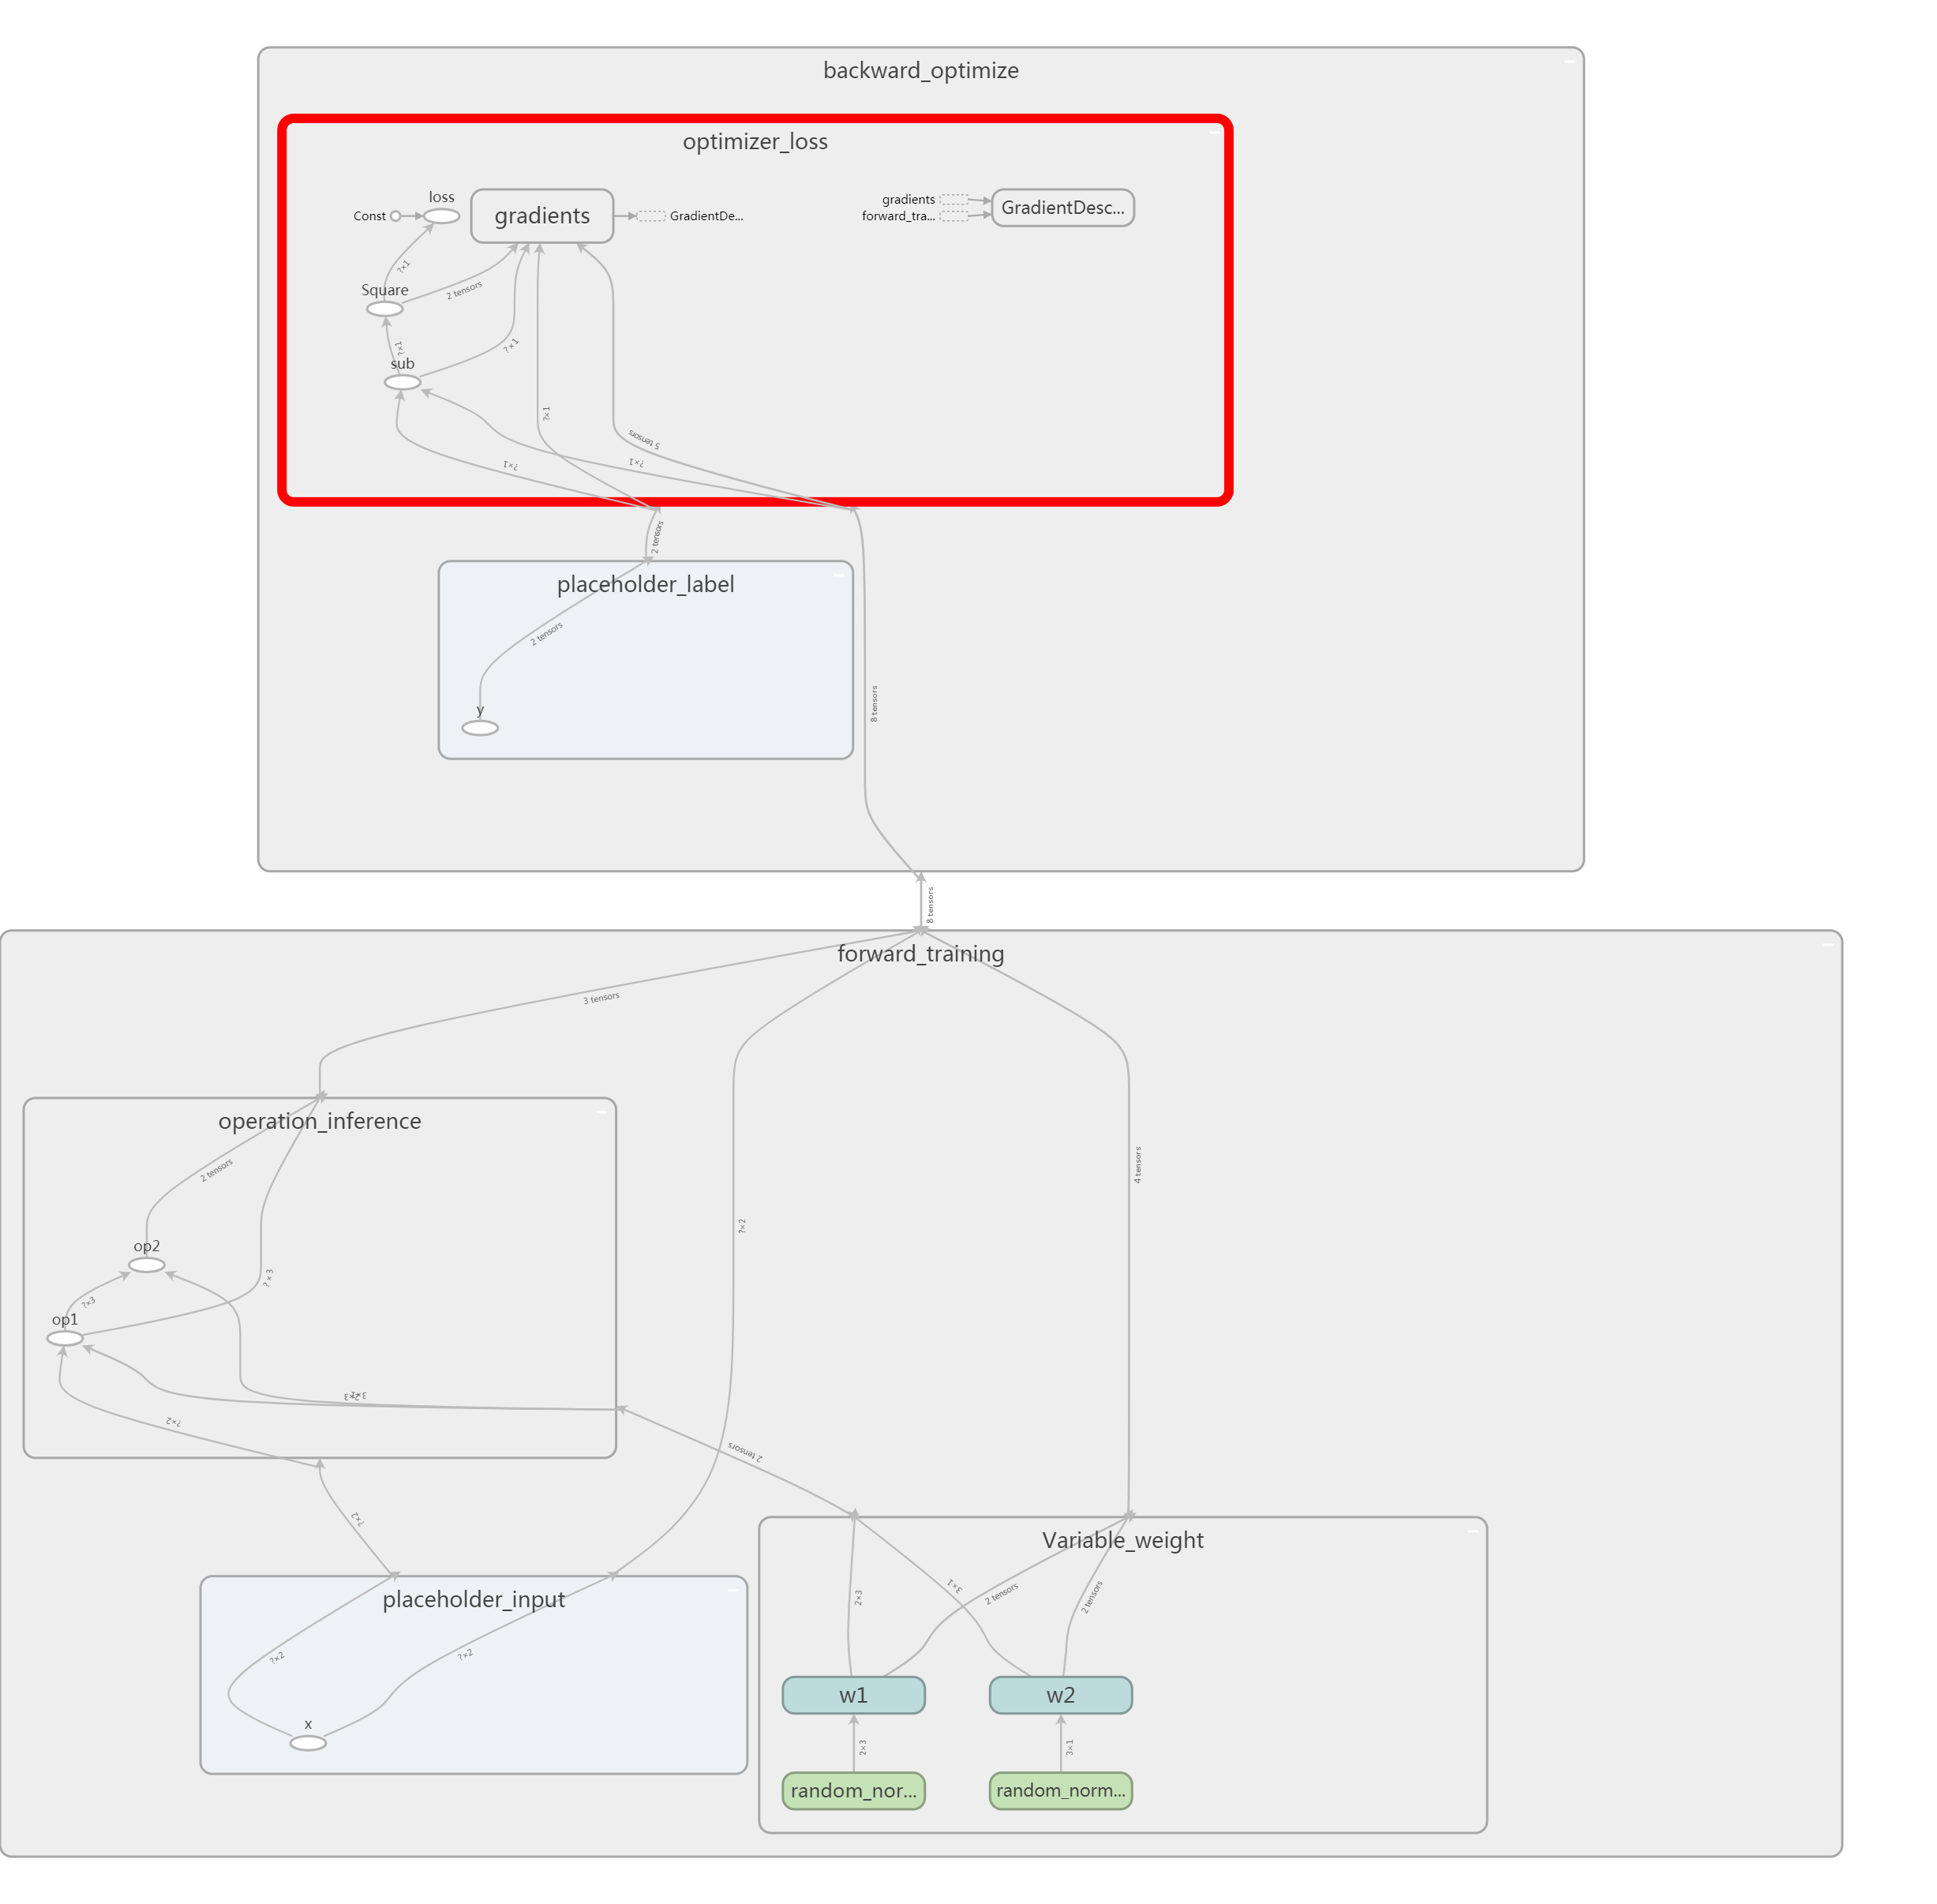 backward_optimize
optimizer_loss
loss
Const
gradients
GradientDe...
gradients
forward_tra...
GradientDesc...
?×1
Square
2 tensors
?×1
sub
?×1
?×1
5 tensors
?×1
?×1
2 tensors
placeholder_label
2 tensors
y
8 tensors
8 tensors
forward_training
3 tensors
operation_inference
2 tensors
4 tensors
?×2
op2
?×3
?×3
op1
3×1
2×3
?×2
2 tensors
?×2
Variable_weight
placeholder_input
2×3
3×1
2 tensors
2 tensors
?×2
?×2
w1
w2
x
2×3
3×1
random_nor...
random_norm...